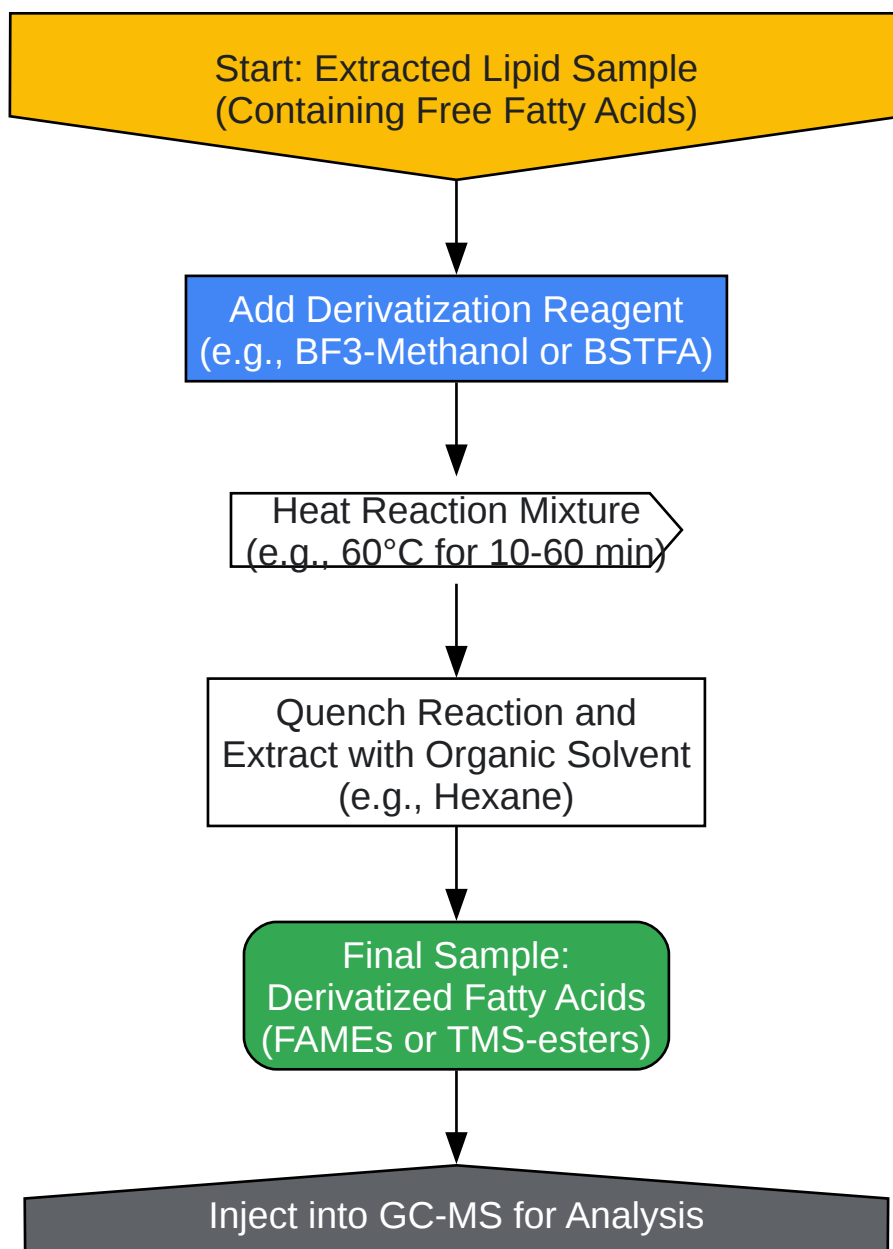 Start: Extracted Lipid Sample
(Containing Free Fatty Acids)
Add Derivatization Reagent
(e.g., BF3-Methanol or BSTFA)
Heat Reaction Mixture
(e.g., 60°C for 10-60 min)
Quench Reaction and
Extract with Organic Solvent
(e.g., Hexane)
Final Sample:
Derivatized Fatty Acids
(FAMEs or TMS-esters)
Inject into GC-MS for Analysis